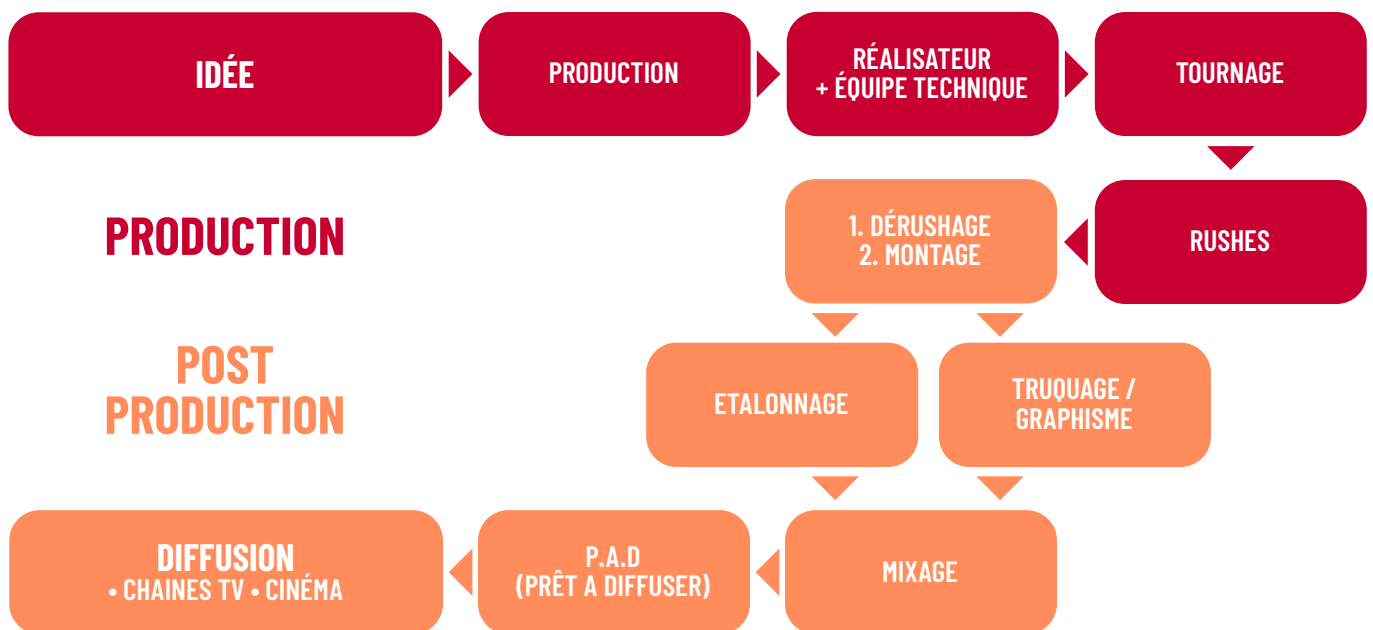 IDÉE
PRODUCTION
RÉALISATEUR
+ ÉQUIPE TECHNIQUE
TOURNAGE
PRODUCTION
1. DÉRUSHAGE
2. MONTAGE
RUSHES
POST
PRODUCTION
ETALONNAGE
TRUQUAGE /
GRAPHISME
DIFFUSION
• CHAINES TV • CINÉMA
P.A.D
(PRÊT A DIFFUSER)
MIXAGE